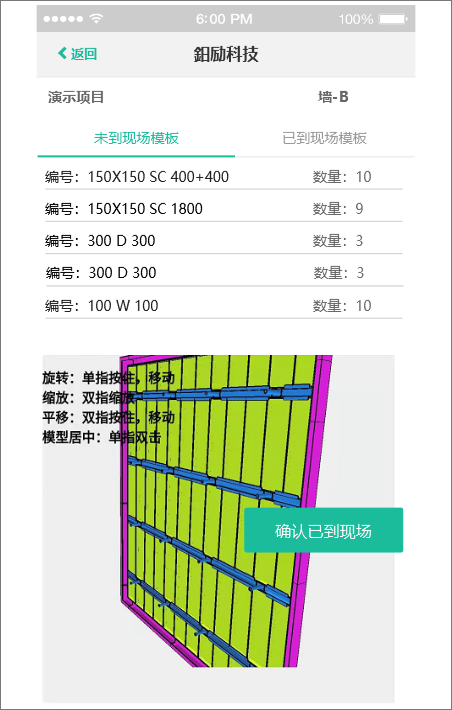 6:00 PM 100%
返回 鈤励科技
演示项目 墙-B
未到现场模板 已到现场模板
编号：150X150 SC 400+400 数量：10
编号：150X150 SC 1800 数量：9
编号：300 D 300 数量：3
编号：300 D 300 数量：3
编号：100 W 100 数量：10
旋转：单指按住，移动
缩放：双指缩放
平移：双指按住，移动
模型居中：单指双击
确认已到现场